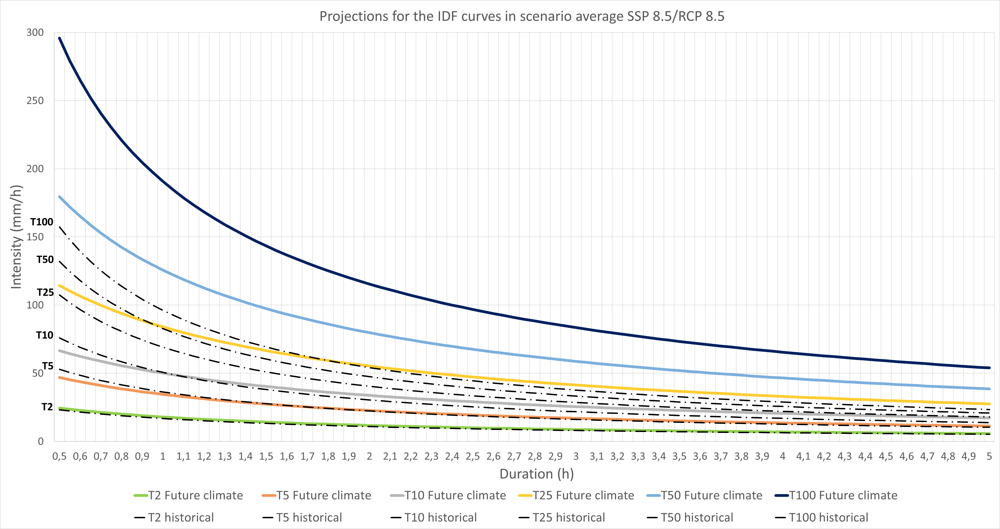 Projections for the IDF curves in scenario average SSP 8.5/RCP 8.5
Intensity (mm/h)
300
250
200
150
100
50
0
T100
T50
T25
T10
T5
T2
0,5 0,6 0,7 0,8 0,9 1 1,1 1,2 1,3 1,4 1,5 1,6 1,7 1,8 1,9 2 2,1 2,2 2,3 2,4 2,5 2,6 2,7 2,8 2,9 3 3,1 3,2 3,3 3,4 3,5 3,6 3,7 3,8 3,9 4 4,1 4,2 4,3 4,4 4,5 4,6 4,7 4,8 4,9 5
Duration (h)
T2 Future climate T5 Future climate T10 Future climate T25 Future climate T50 Future climate T100 Future climate
T2 historical T5 historical T10 historical T25 historical T50 historical T100 historical